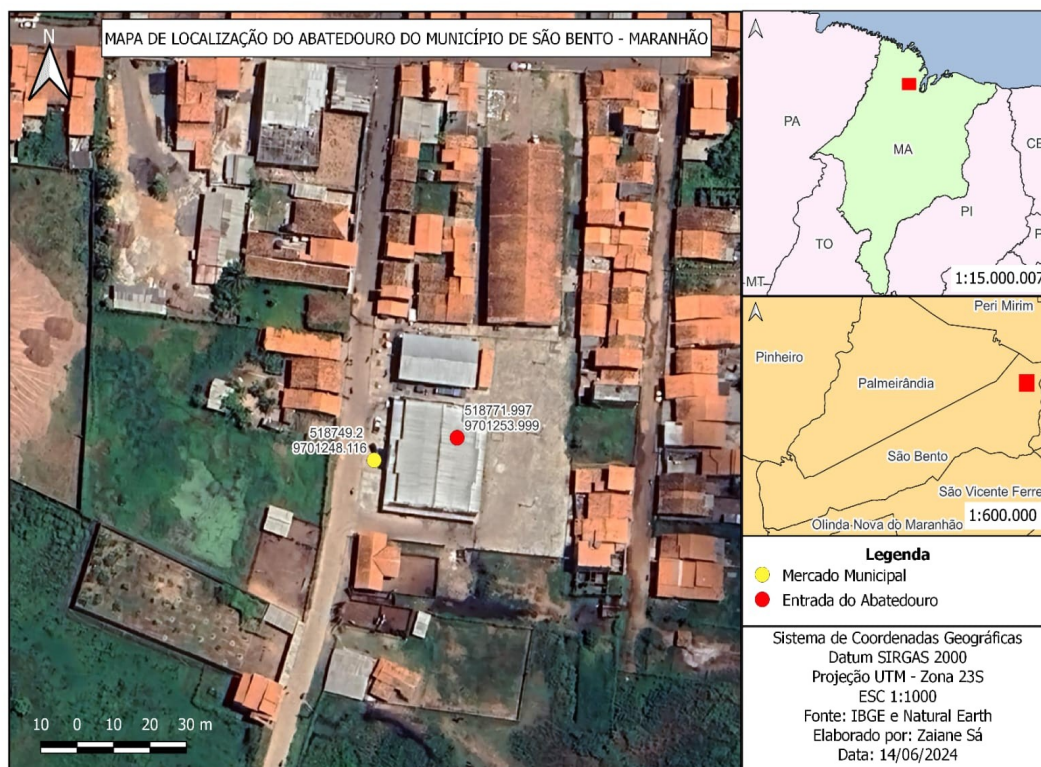 MAPA DE LOCALIZAÇÃO DO ABATEDOURO DO MUNICÍPIO DE SÃO BENTO - MARANHÃO
N
518771.997
9701253.999
518749.2
9701248.116
10 0 10 20 30 m
PA
MA
CE
TO
PI
P
MT
1:15.000.007
Peri Mirim
Pinheiro
Palmeirândia
São Bento
São Vicente Ferre
Olinda Nova do Maranhão
1:600.000
Legenda
Mercado Municipal
Entrada do Abatedouro
Sistema de Coordenadas Geográficas
Datum SIRGAS 2000
Projeção UTM - Zona 23S
ESC 1:1000
Fonte: IBGE e Natural Earth
Elaborado por: Zaiane Sá
Data: 14/06/2024